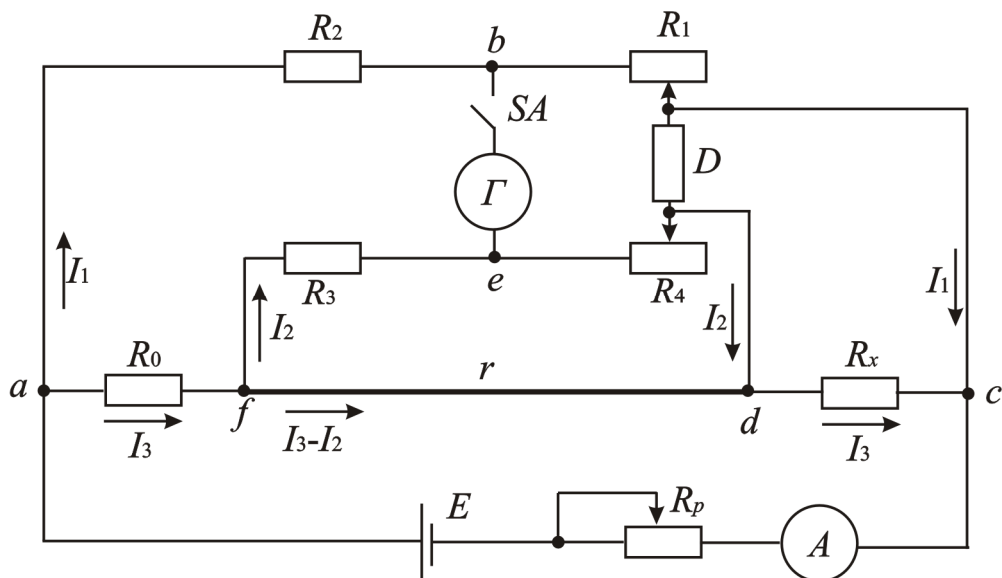 R2 b R1
SA
Г D
R3 e R4
I1 I2 I2 I1
R0 r Rx
a f d c
I3 I3-I2 I3
E Rp A